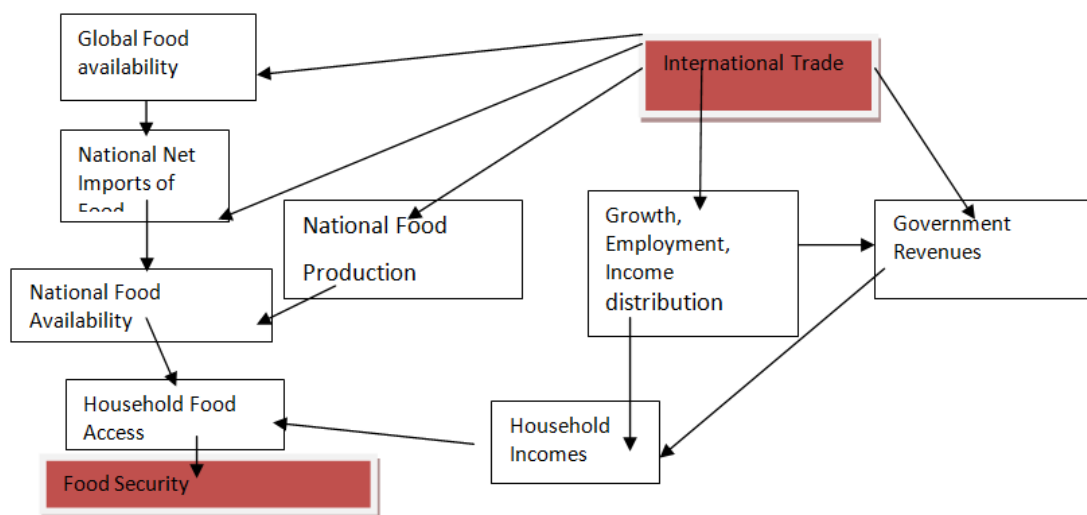 Global Food
availability
International Trade
National Net
Imports of
Food
National Food
Production
Growth,
Employment,
Income
distribution
Government
Revenues
National Food
Availability
Household Food
Access
Household
Incomes
Food Security